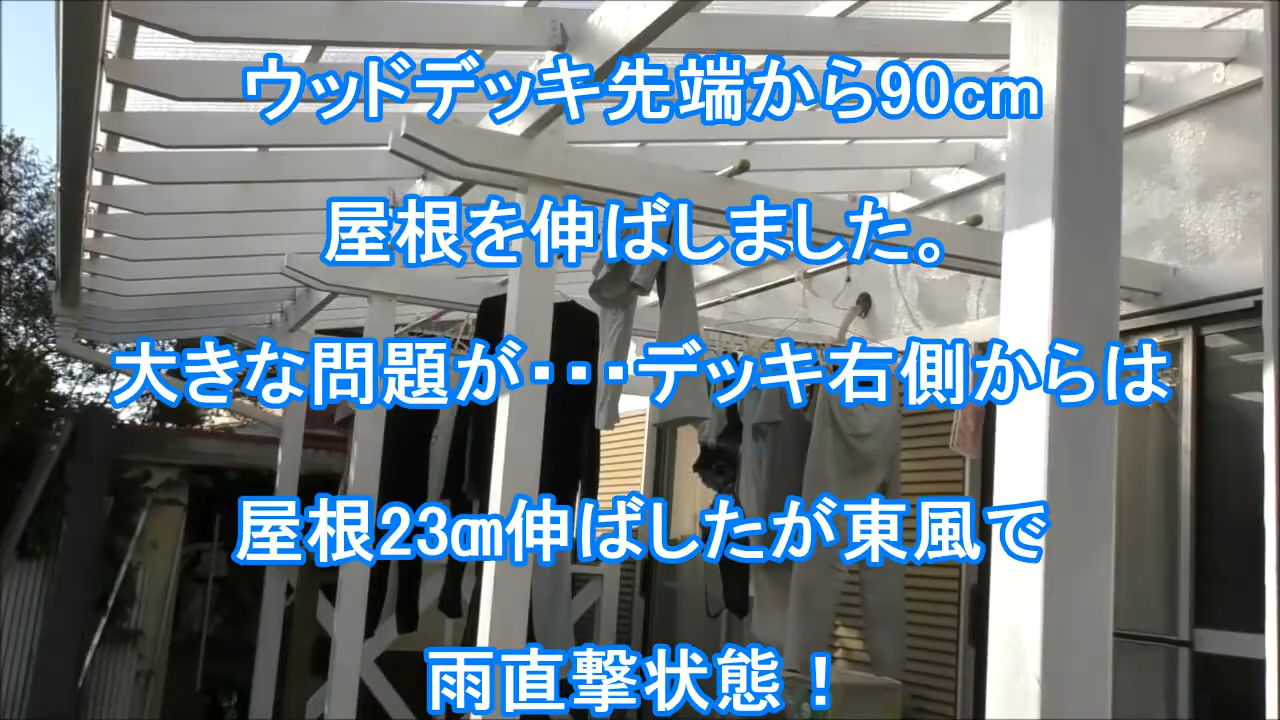 ウッドデッキ先端から90cm
屋根を伸ばしました。
大きな問題が・・・デッキ右側からは
屋根23㎝伸ばしたが東風で
雨直撃状態！